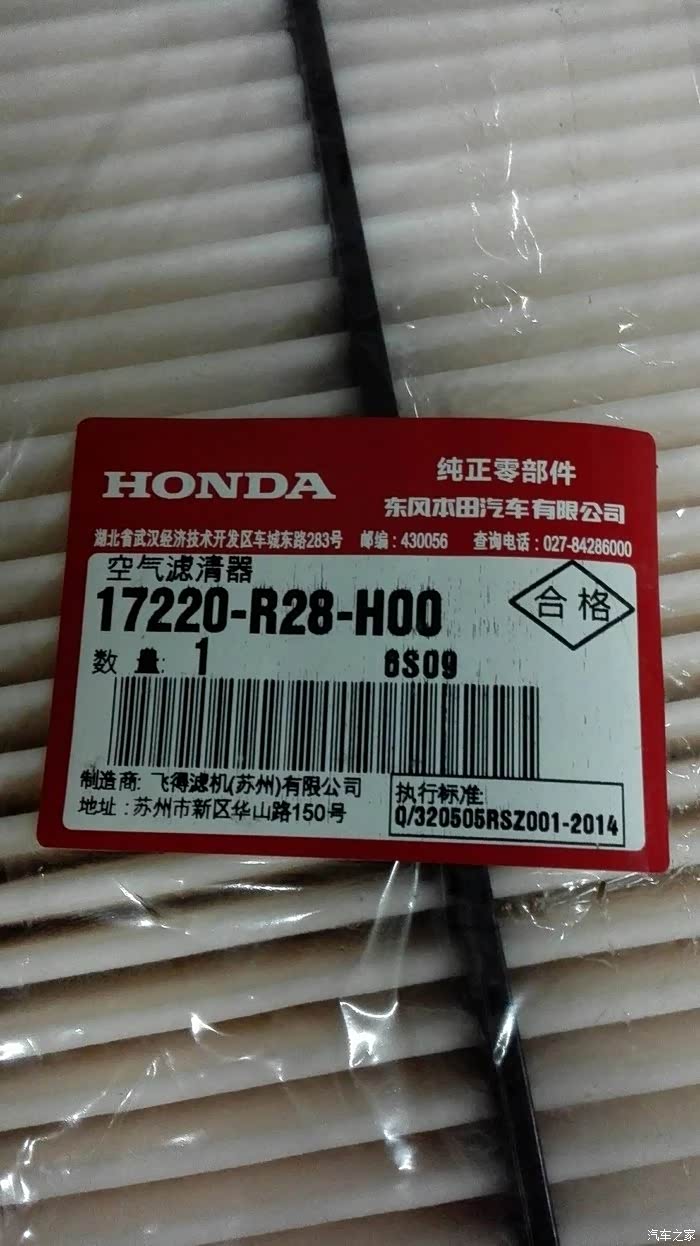 HONDA
纯正零部件
东风本田汽车有限公司
湖北省武汉经济技术开发区车城东路283号 邮编:430056 查询电话:027-84286000
空气滤清器
17220-R28-H00
合格
数 量: 1 6S09
制造商: 飞得滤机(苏州)有限公司
地址:苏州市新区华山路150号
执行标准:
Q/320505RSZ001-2014
汽车之家